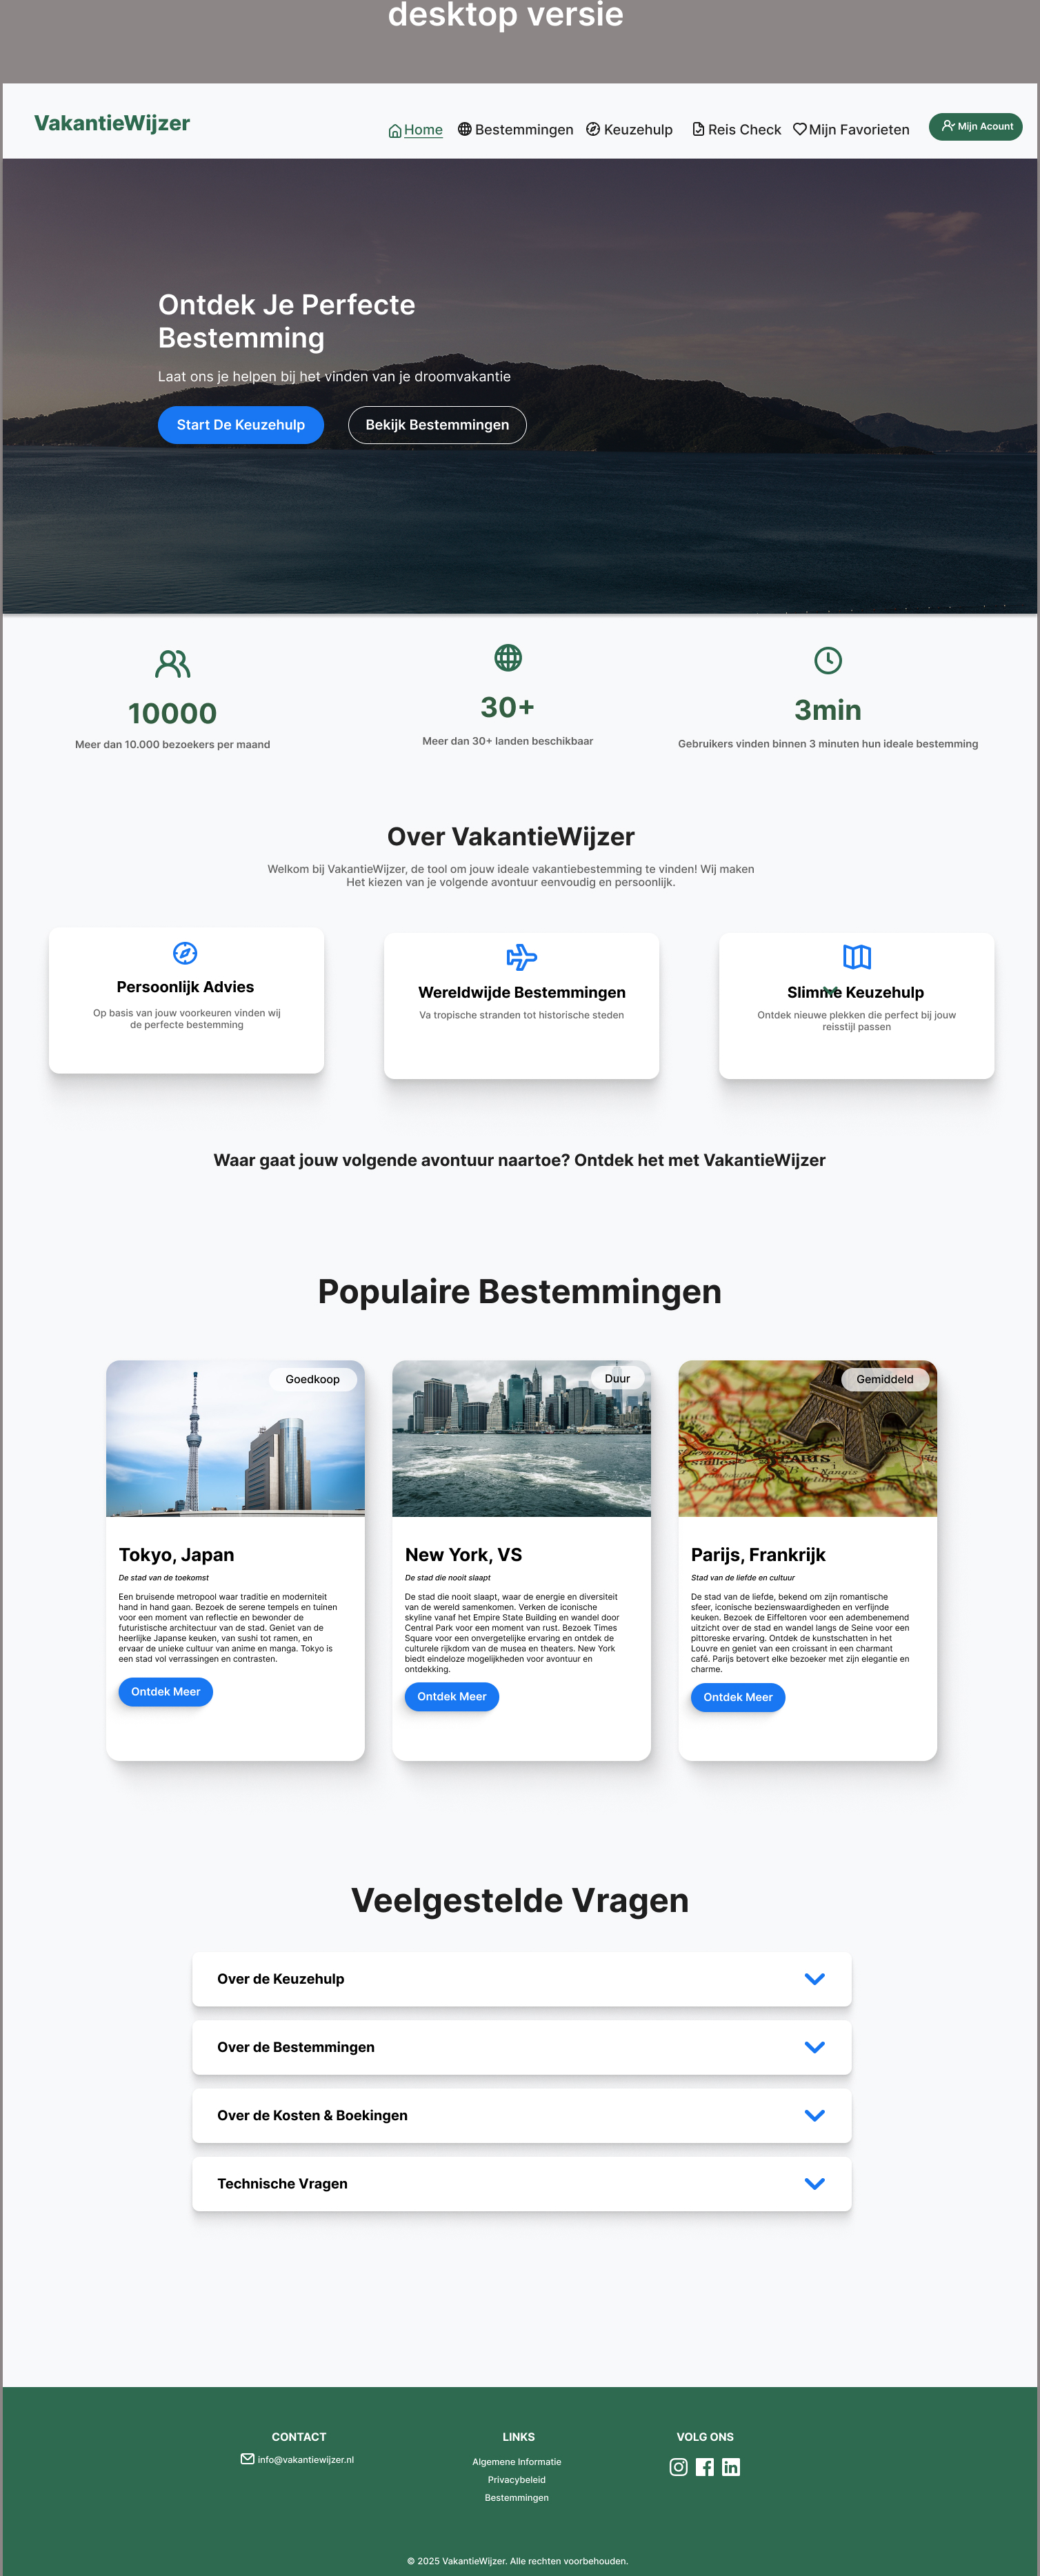 desktop versie
VakantieWijzer
Home
Bestemmingen
Keuzehulp
Reis Check
Mijn Favorieten
Mijn Acount
Ontdek Je Perfecte
Bestemming
Laat ons je helpen bij het vinden van je droomvakantie
Start De Keuzehulp
Bekijk Bestemmingen
10000
Meer dan 10.000 bezoekers per maand
30+
Meer dan 30+ landen beschikbaar
3min
Gebruikers vinden binnen 3 minuten hun ideale bestemming
Over VakantieWijzer
Welkom bij VakantieWijzer, de tool om jouw ideale vakantiebestemming te vinden! Wij maken
Het kiezen van je volgende avontuur eenvoudig en persoonlijk.
Persoonlijk Advies
Op basis van jouw voorkeuren vinden wij
de perfecte bestemming
Wereldwijde Bestemmingen
Va tropische stranden tot historische steden
Slimme Keuzehulp
Ontdek nieuwe plekken die perfect bij jouw
reisstijl passen
Waar gaat jouw volgende avontuur naartoe? Ontdek het met VakantieWijzer
Populaire Bestemmingen
Goedkoop
Tokyo, Japan
De stad van de toekomst
Een bruisende metropool waar traditie en moderniteit
hand in hand gaan. Bezoek de serene tempels en tuinen
voor een moment van reflectie en bewonder de
futuristische architectuur van de stad. Geniet van de
heerlijke Japanse keuken, van sushi tot ramen, en
ervaar de unieke cultuur van anime en manga. Tokyo is
een stad vol verrassingen en contrasten.
Ontdek Meer
Duur
New York, VS
De stad die nooit slaapt
De stad die nooit slaapt, waar de energie en diversiteit
van de wereld samenkomen. Verken de iconische
skyline vanaf het Empire State Building en wandel door
Central Park voor een moment van rust. Bezoek Times
Square voor een onvergetelijke ervaring en ontdek de
culturele rijkdom van de musea en theaters. New York
biedt eindeloze mogelijkheden voor avontuur en
ontdekking.
Ontdek Meer
Gemiddeld
PARIS
Nangis
Parijs, Frankrijk
Stad van de liefde en cultuur
De stad van de liefde, bekend om zijn romantische
sfeer, iconische bezienswaardigheden en verfijnde
keuken. Bezoek de Eiffeltoren voor een adembenemend
uitzicht over de stad en wandel langs de Seine voor een
pittoreske ervaring. Ontdek de kunstschatten in het
Louvre en geniet van een croissant in een charmant
café. Parijs betovert elke bezoeker met zijn elegantie en
charme.
Ontdek Meer
Veelgestelde Vragen
Over de Keuzehulp
Over de Bestemmingen
Over de Kosten & Boekingen
Technische Vragen
CONTACT
info@vakantiewijzer.nl
LINKS
Algemene Informatie
Privacybeleid
Bestemmingen
VOLG ONS
© 2025 VakantieWijzer. Alle rechten voorbehouden.